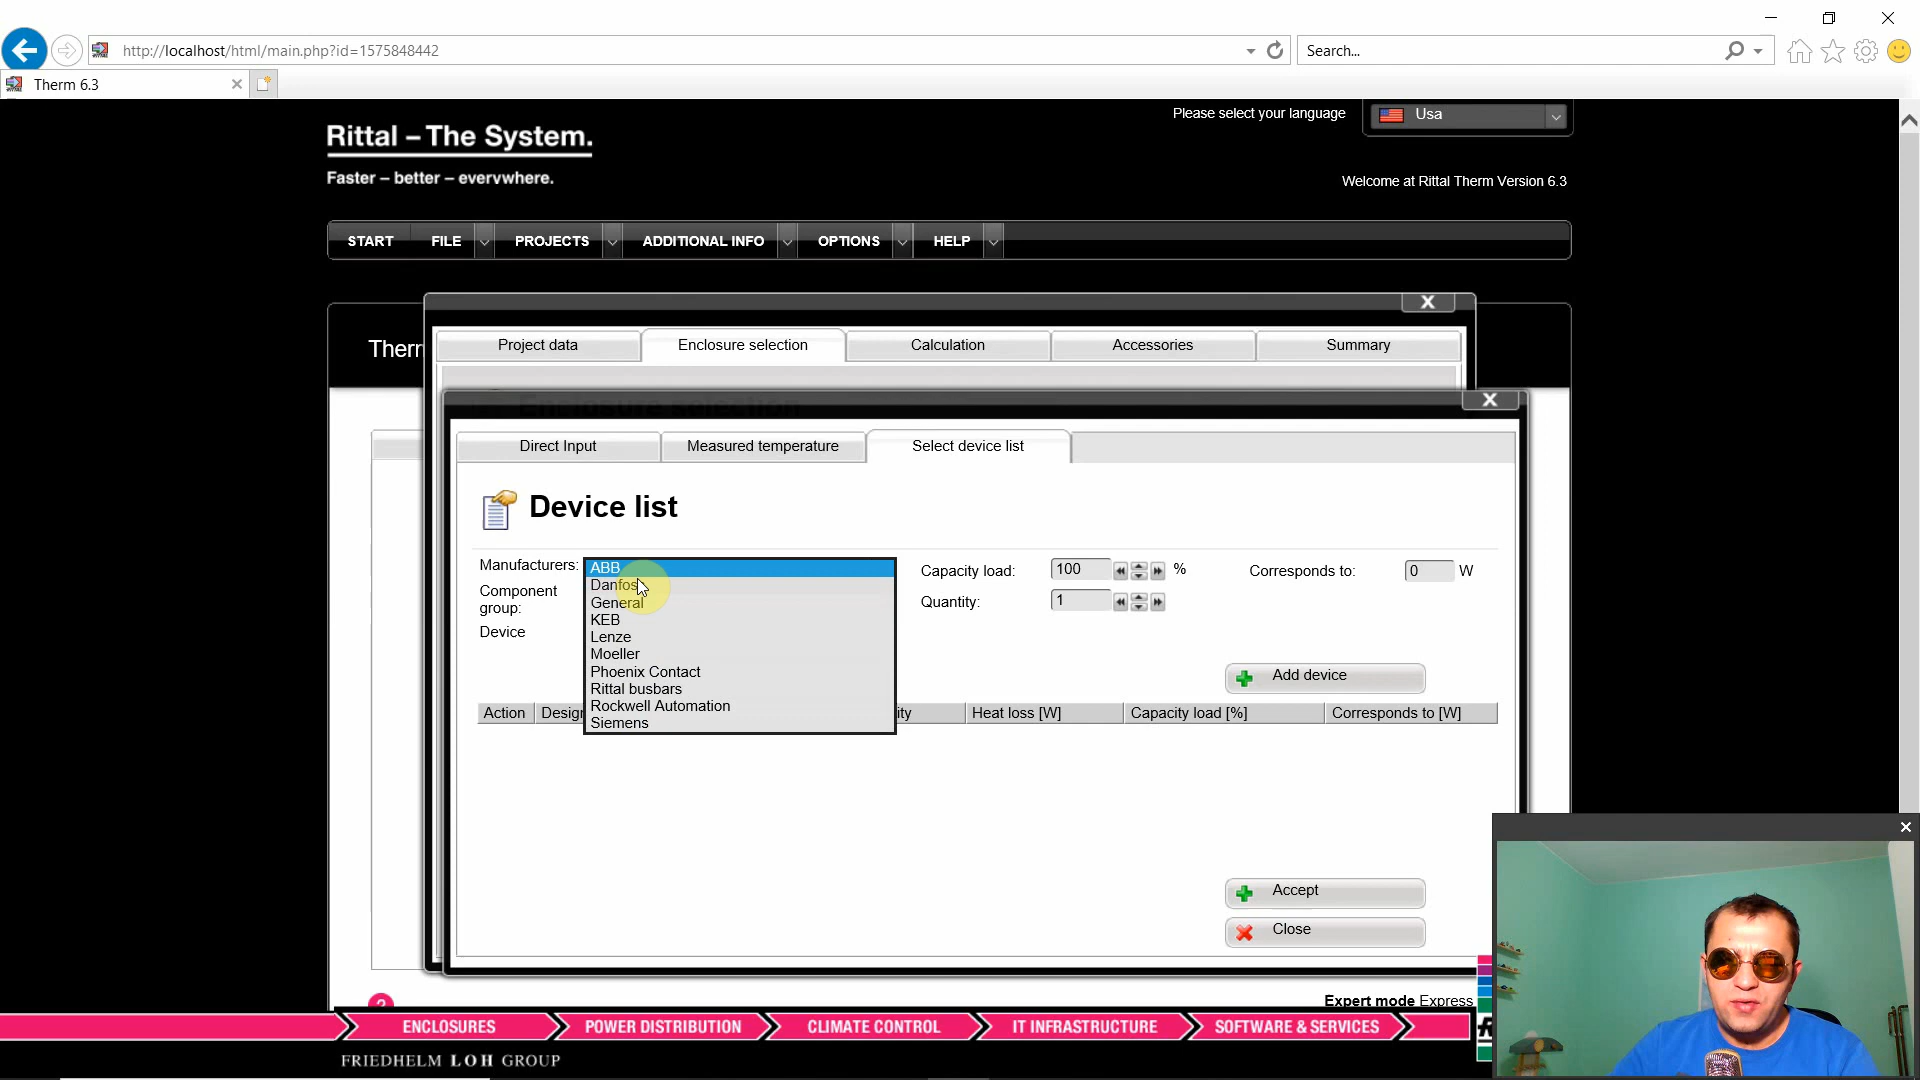 http://localhost/html/main.php?id=1575848442
Search...
Therm 6.3
Please select your language
Usa
Rittal – The System.
Faster – better – everywhere.
Welcome at Rittal Therm Version 6.3
START FILE PROJECTS ADDITIONAL INFO OPTIONS HELP
Therm
Project data Enclosure selection Calculation Accessories Summary
Enclosure selection
Direct Input Measured temperature Select device list
Device list
Manufacturers:
Component
group:
Device
ABB
Danfoss
General
KEB
Lenze
Moeller
Phoenix Contact
Rittal busbars
Rockwell Automation
Siemens
Capacity load: 100 %
Corresponds to: 0 W
Quantity: 1
Add device
Action Desig ity Heat loss [W] Capacity load [%] Corresponds to [W]
Accept
Close
Expert mode Express
ENCLOSURES POWER DISTRIBUTION CLIMATE CONTROL IT INFRASTRUCTURE SOFTWARE & SERVICES
FRIEDHELM LOH GROUP